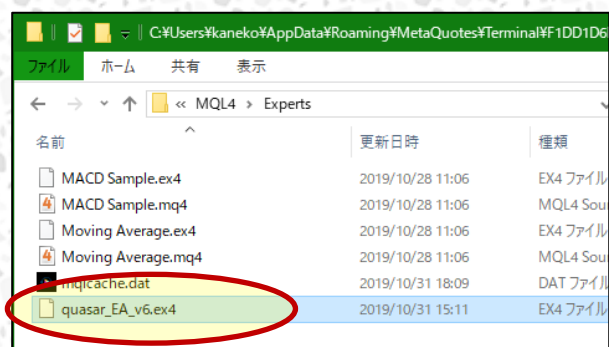 C:¥Users¥kaneko¥AppData¥Roaming¥MetaQuotes¥Terminal¥F1DD1D6
ファイル ホーム 共有 表示
« MQL4 › Experts
名前 更新日時 種類
MACD Sample.ex4 2019/10/28 11:06 EX4 ファイル
MACD Sample.mq4 2019/10/28 11:06 MQL4 Sou
Moving Average.ex4 2019/10/28 11:06 EX4 ファイル
Moving Average.mq4 2019/10/28 11:06 MQL4 Sou
mqlcache.dat 2019/10/31 18:09 DAT ファイル
quasar_EA_v6.ex4 2019/10/31 15:11 EX4 ファイル